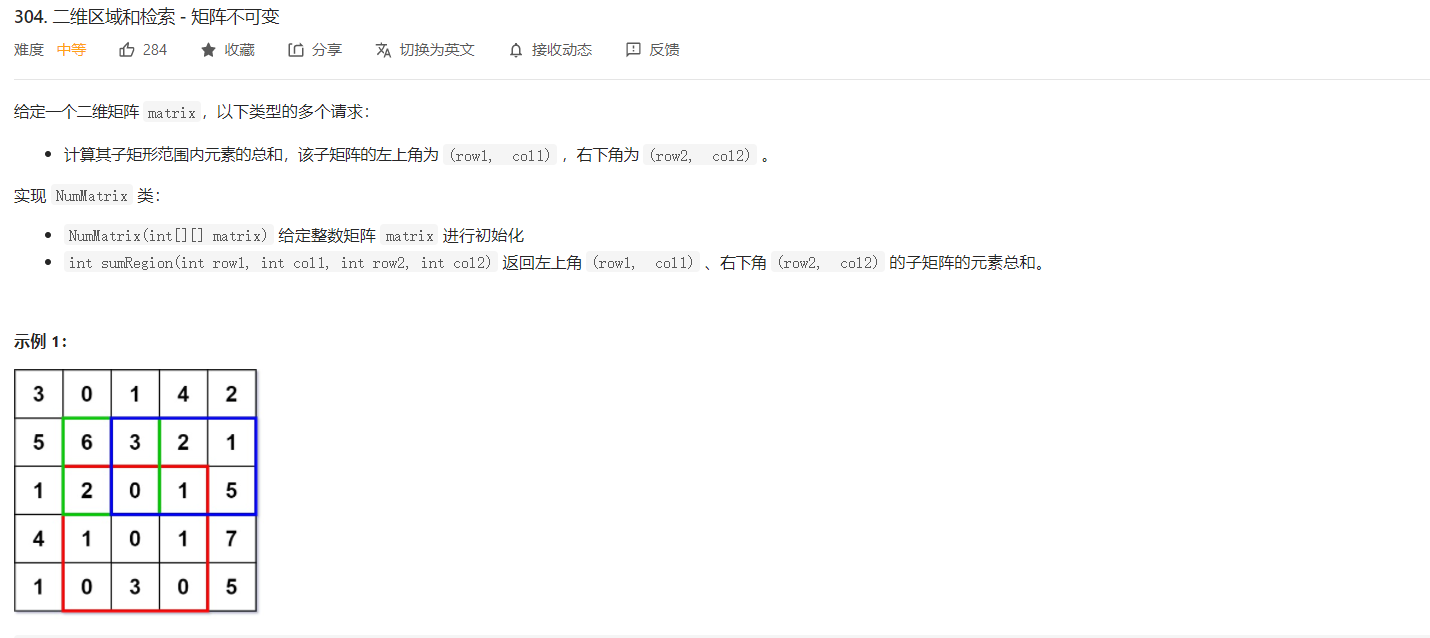 304. 二维区域和检索 - 矩阵不可变
难度 中等 284 收藏 分享 切换为英文 接收动态 反馈
给定一个二维矩阵 matrix，以下类型的多个请求：
计算其子矩形范围内元素的总和，该子矩阵的左上角为 (row1, col1) ，右下角为 (row2, col2) 。
实现 NumMatrix 类：
NumMatrix(int[][] matrix) 给定整数矩阵 matrix 进行初始化
int sumRegion(int row1, int col1, int row2, int col2) 返回左上角 (row1, col1) 、右下角 (row2, col2) 的子矩阵的元素总和。
示例 1：
3 0 1 4 2
5 6 3 2 1
1 2 0 1 5
4 1 0 1 7
1 0 3 0 5